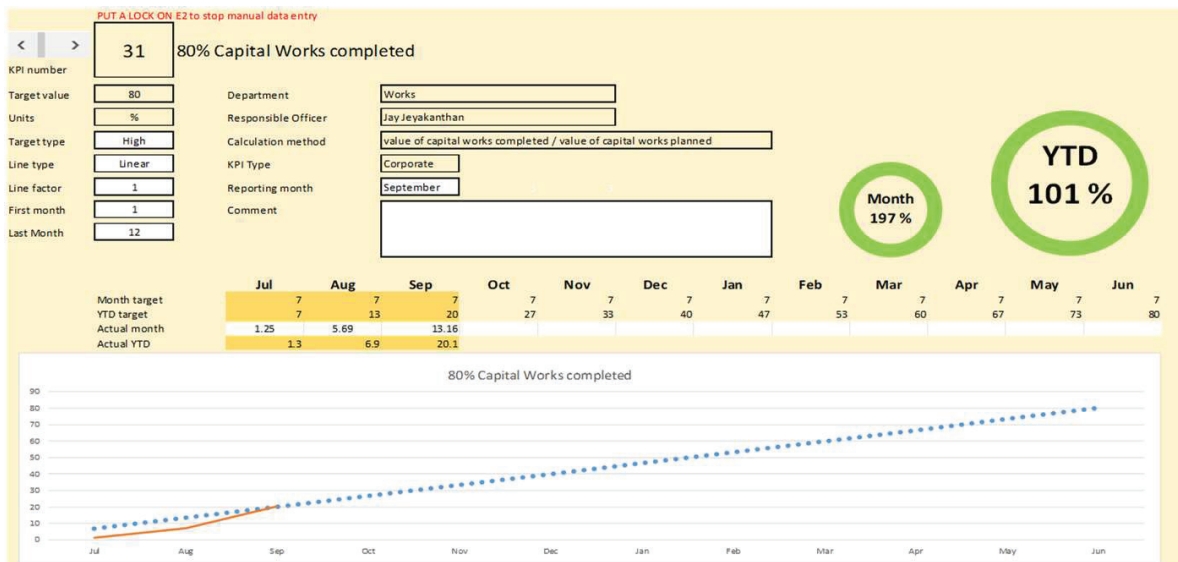 PUT A LOCK ON E2 to stop manual data entry
< >
KPI number
31
80% Capital Works completed
Target value 80 Department Works
Units % Responsible Officer Jay Jeyakanthan
Target type High Calculation method value of capital works completed / value of capital works planned
Line type Linear KPI Type Corporate
Line factor 1 Reporting month September
First month 1 Comment
Last Month 12
Month
197 %
YTD
101 %
Jul Aug Sep Oct Nov Dec Jan Feb Mar Apr May Jun
Month target 7 7 7 7 7 7 7 7 7 7 7 7
YTD target 7 13 20 27 33 40 47 53 60 67 73 80
Actual month 1.25 5.69 13.16
Actual YTD 1.3 6.9 20.1
80% Capital Works completed
90
80
70
60
50
40
30
20
10
0
Jul Aug Sep Oct Nov Dec Jan Feb Mar Apr May Jun